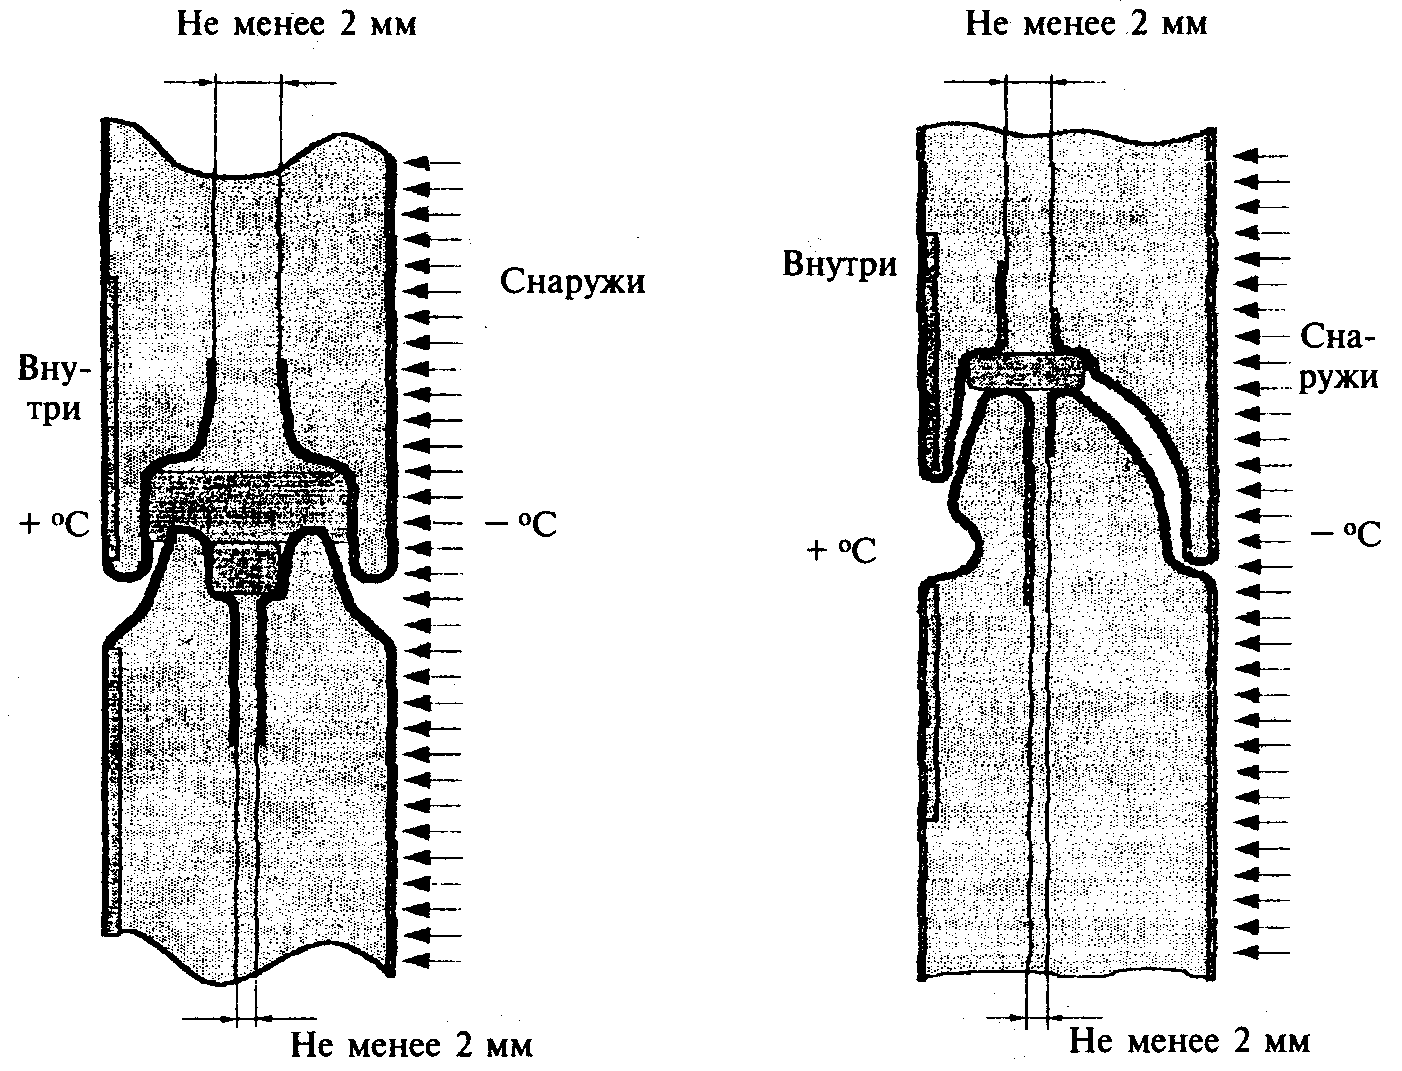 Не менее 2 мм
Не менее 2 мм
Снаружи
Внутри
Вну-
три
Сна-
ружи
+ °С
− °С
+ °С
− °С
Не менее 2 мм
Не менее 2 мм